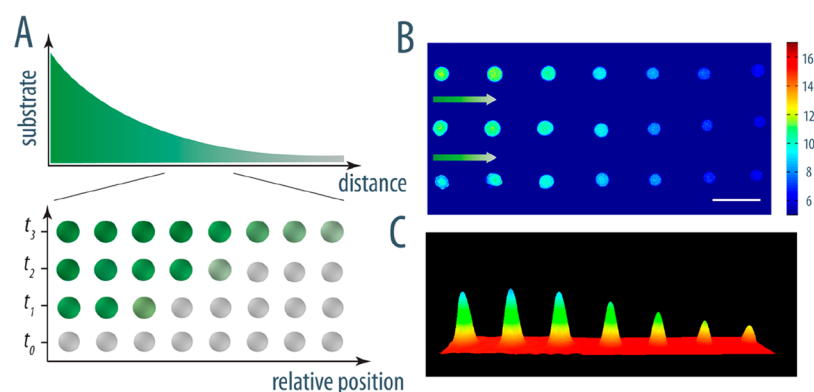 A
substrate
distance
t3
t2
t1
t0
relative position
B
16
14
12
10
8
6
C